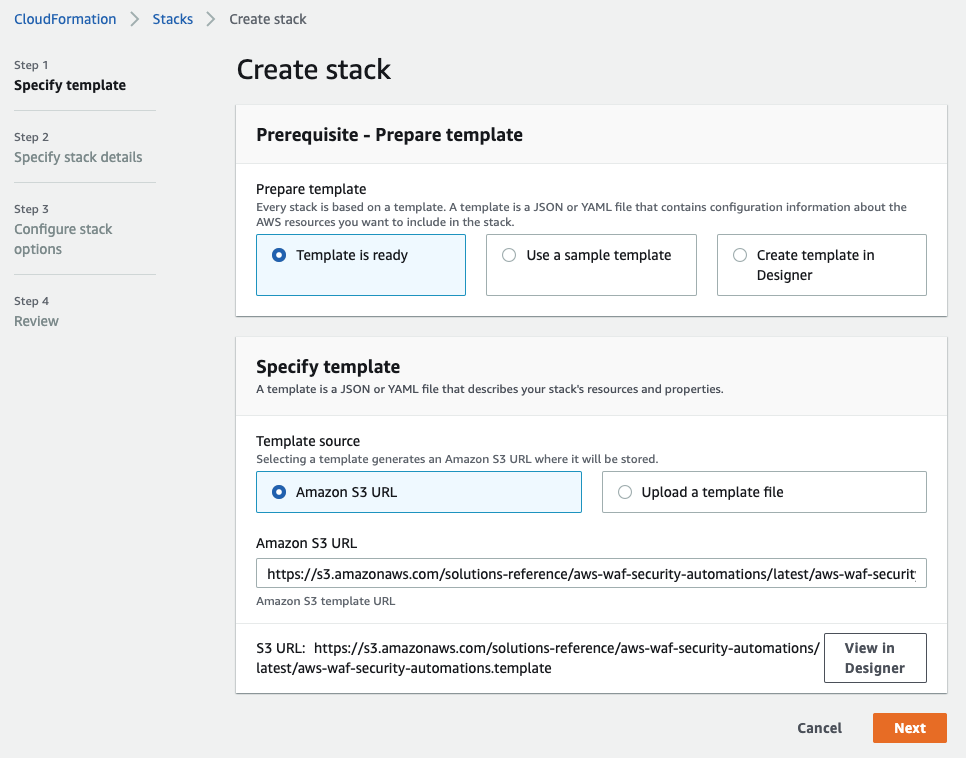 CloudFormation > Stacks > Create stack
Step 1
Specify template
Step 2
Specify stack details
Step 3
Configure stack
options
Step 4
Review
Create stack
Prerequisite - Prepare template
Prepare template
Every stack is based on a template. A template is a JSON or YAML file that contains configuration information about the
AWS resources you want to include in the stack.
Template is ready
Use a sample template
Create template in
Designer
Specify template
A template is a JSON or YAML file that describes your stack's resources and properties.
Template source
Selecting a template generates an Amazon S3 URL where it will be stored.
Amazon S3 URL
Upload a template file
Amazon S3 URL
https://s3.amazonaws.com/solutions-reference/aws-waf-security-automations/latest/aws-waf-security
Amazon S3 template URL
S3 URL: https://s3.amazonaws.com/solutions-reference/aws-waf-security-automations/
latest/aws-waf-security-automations.template
View in
Designer
Cancel
Next